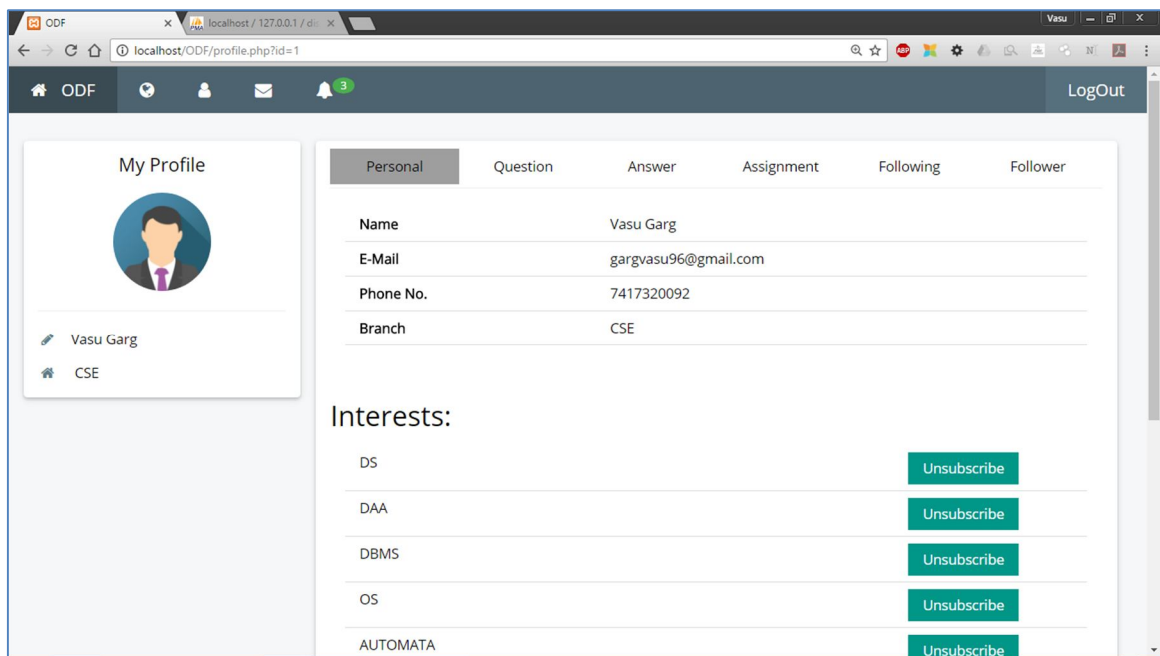 ODF
localhost / 127.0.0.1 / di
Vasu
localhost/ODF/profile.php?id=1
ABP
ODF
3
LogOut
My Profile
Vasu Garg
CSE
Personal Question Answer Assignment Following Follower
Name Vasu Garg
E-Mail gargvasu96@gmail.com
Phone No. 7417320092
Branch CSE
Interests:
DS Unsubscribe
DAA Unsubscribe
DBMS Unsubscribe
OS Unsubscribe
AUTOMATA Unsubscribe